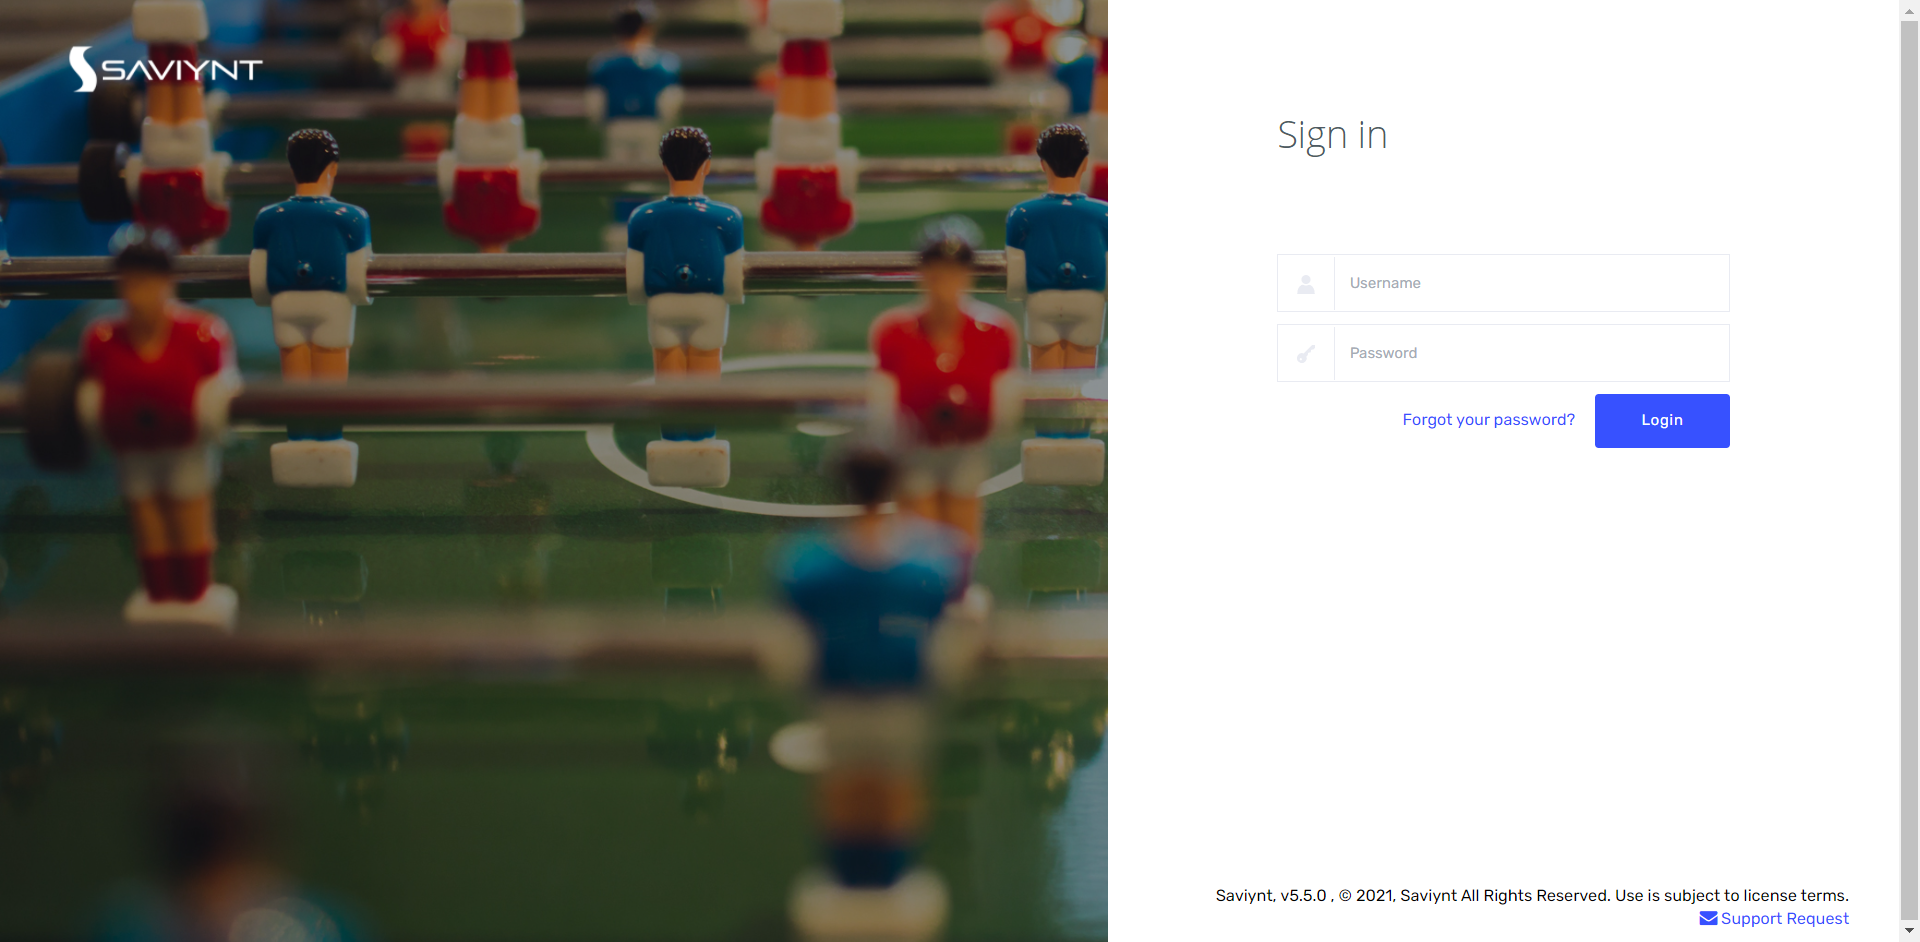 SAVIYNT
Sign in
Username
Password
Forgot your password?
Login
Saviynt, v5.5.0 , © 2021, Saviynt All Rights Reserved. Use is subject to license terms.
Support Request